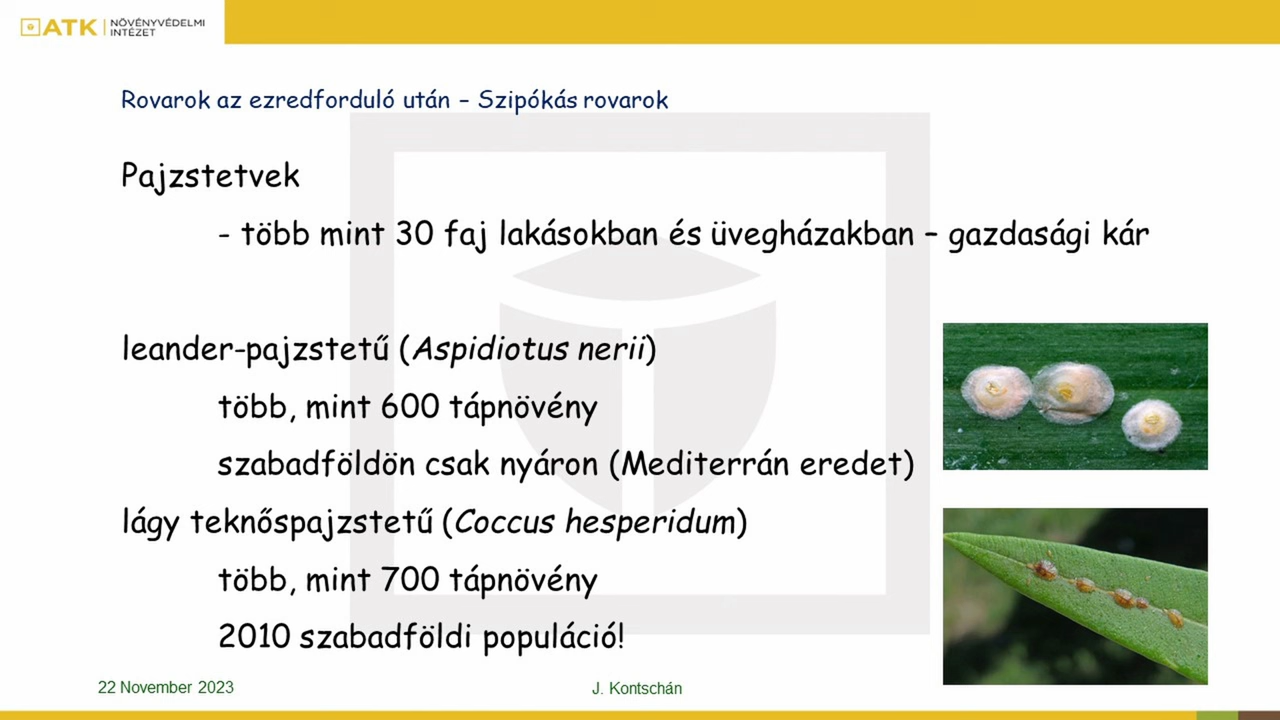 ATK NÖVÉNYVÉDELMI
INTÉZET
Rovarok az ezredforduló után – Szipókás rovarok
Pajzstetvek
- több mint 30 faj lakásokban és üvegházakban – gazdasági kár
leander-pajzstetű (Aspidiotus nerii)
több, mint 600 tápnövény
szabadföldön csak nyáron (Mediterrán eredet)
lágy teknőspajzstetű (Coccus hesperidum)
több, mint 700 tápnövény
2010 szabadföldi populáció!
22 November 2023
J. Kontschán